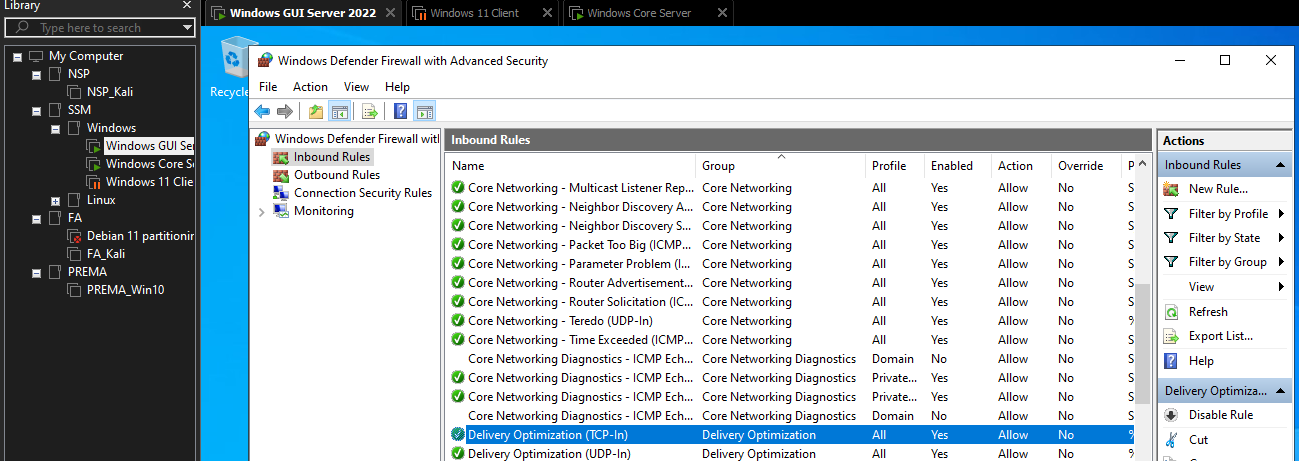 Library
Type here to search
My Computer
NSP
NSP_Kali
SSM
Windows
Windows GUI Ser
Windows Core Se
Windows 11 Clie
Linux
FA
Debian 11 partitionin
FA_Kali
PREMA
PREMA_Win10
Windows GUI Server 2022
Windows 11 Client
Windows Core Server
Recycle
Windows Defender Firewall with Advanced Security
File Action View Help
Windows Defender Firewall wit
Inbound Rules
Outbound Rules
Connection Security Rules
Monitoring
Inbound Rules
Name Group Profile Enabled Action Override P
Core Networking - Multicast Listener Rep... Core Networking All Yes Allow No S
Core Networking - Neighbor Discovery A... Core Networking All Yes Allow No S
Core Networking - Neighbor Discovery S... Core Networking All Yes Allow No S
Core Networking - Packet Too Big (ICMP... Core Networking All Yes Allow No S
Core Networking - Parameter Problem (I... Core Networking All Yes Allow No S
Core Networking - Router Advertisement... Core Networking All Yes Allow No S
Core Networking - Router Solicitation (IC... Core Networking All Yes Allow No S
Core Networking - Teredo (UDP-In) Core Networking All Yes Allow No %
Core Networking - Time Exceeded (ICMP... Core Networking All Yes Allow No S
Core Networking Diagnostics - ICMP Ech... Core Networking Diagnostics Domain No Allow No S
Core Networking Diagnostics - ICMP Ech... Core Networking Diagnostics Private... Yes Allow No S
Core Networking Diagnostics - ICMP Ech... Core Networking Diagnostics Private... Yes Allow No S
Core Networking Diagnostics - ICMP Ech... Core Networking Diagnostics Domain No Allow No S
Delivery Optimization (TCP-In) Delivery Optimization All Yes Allow No %
Delivery Optimization (UDP-In) Delivery Optimization All Yes Allow No %
Actions
Inbound Rules
New Rule...
Filter by Profile
Filter by State
Filter by Group
View
Refresh
Export List...
Help
Delivery Optimiza...
Disable Rule
Cut